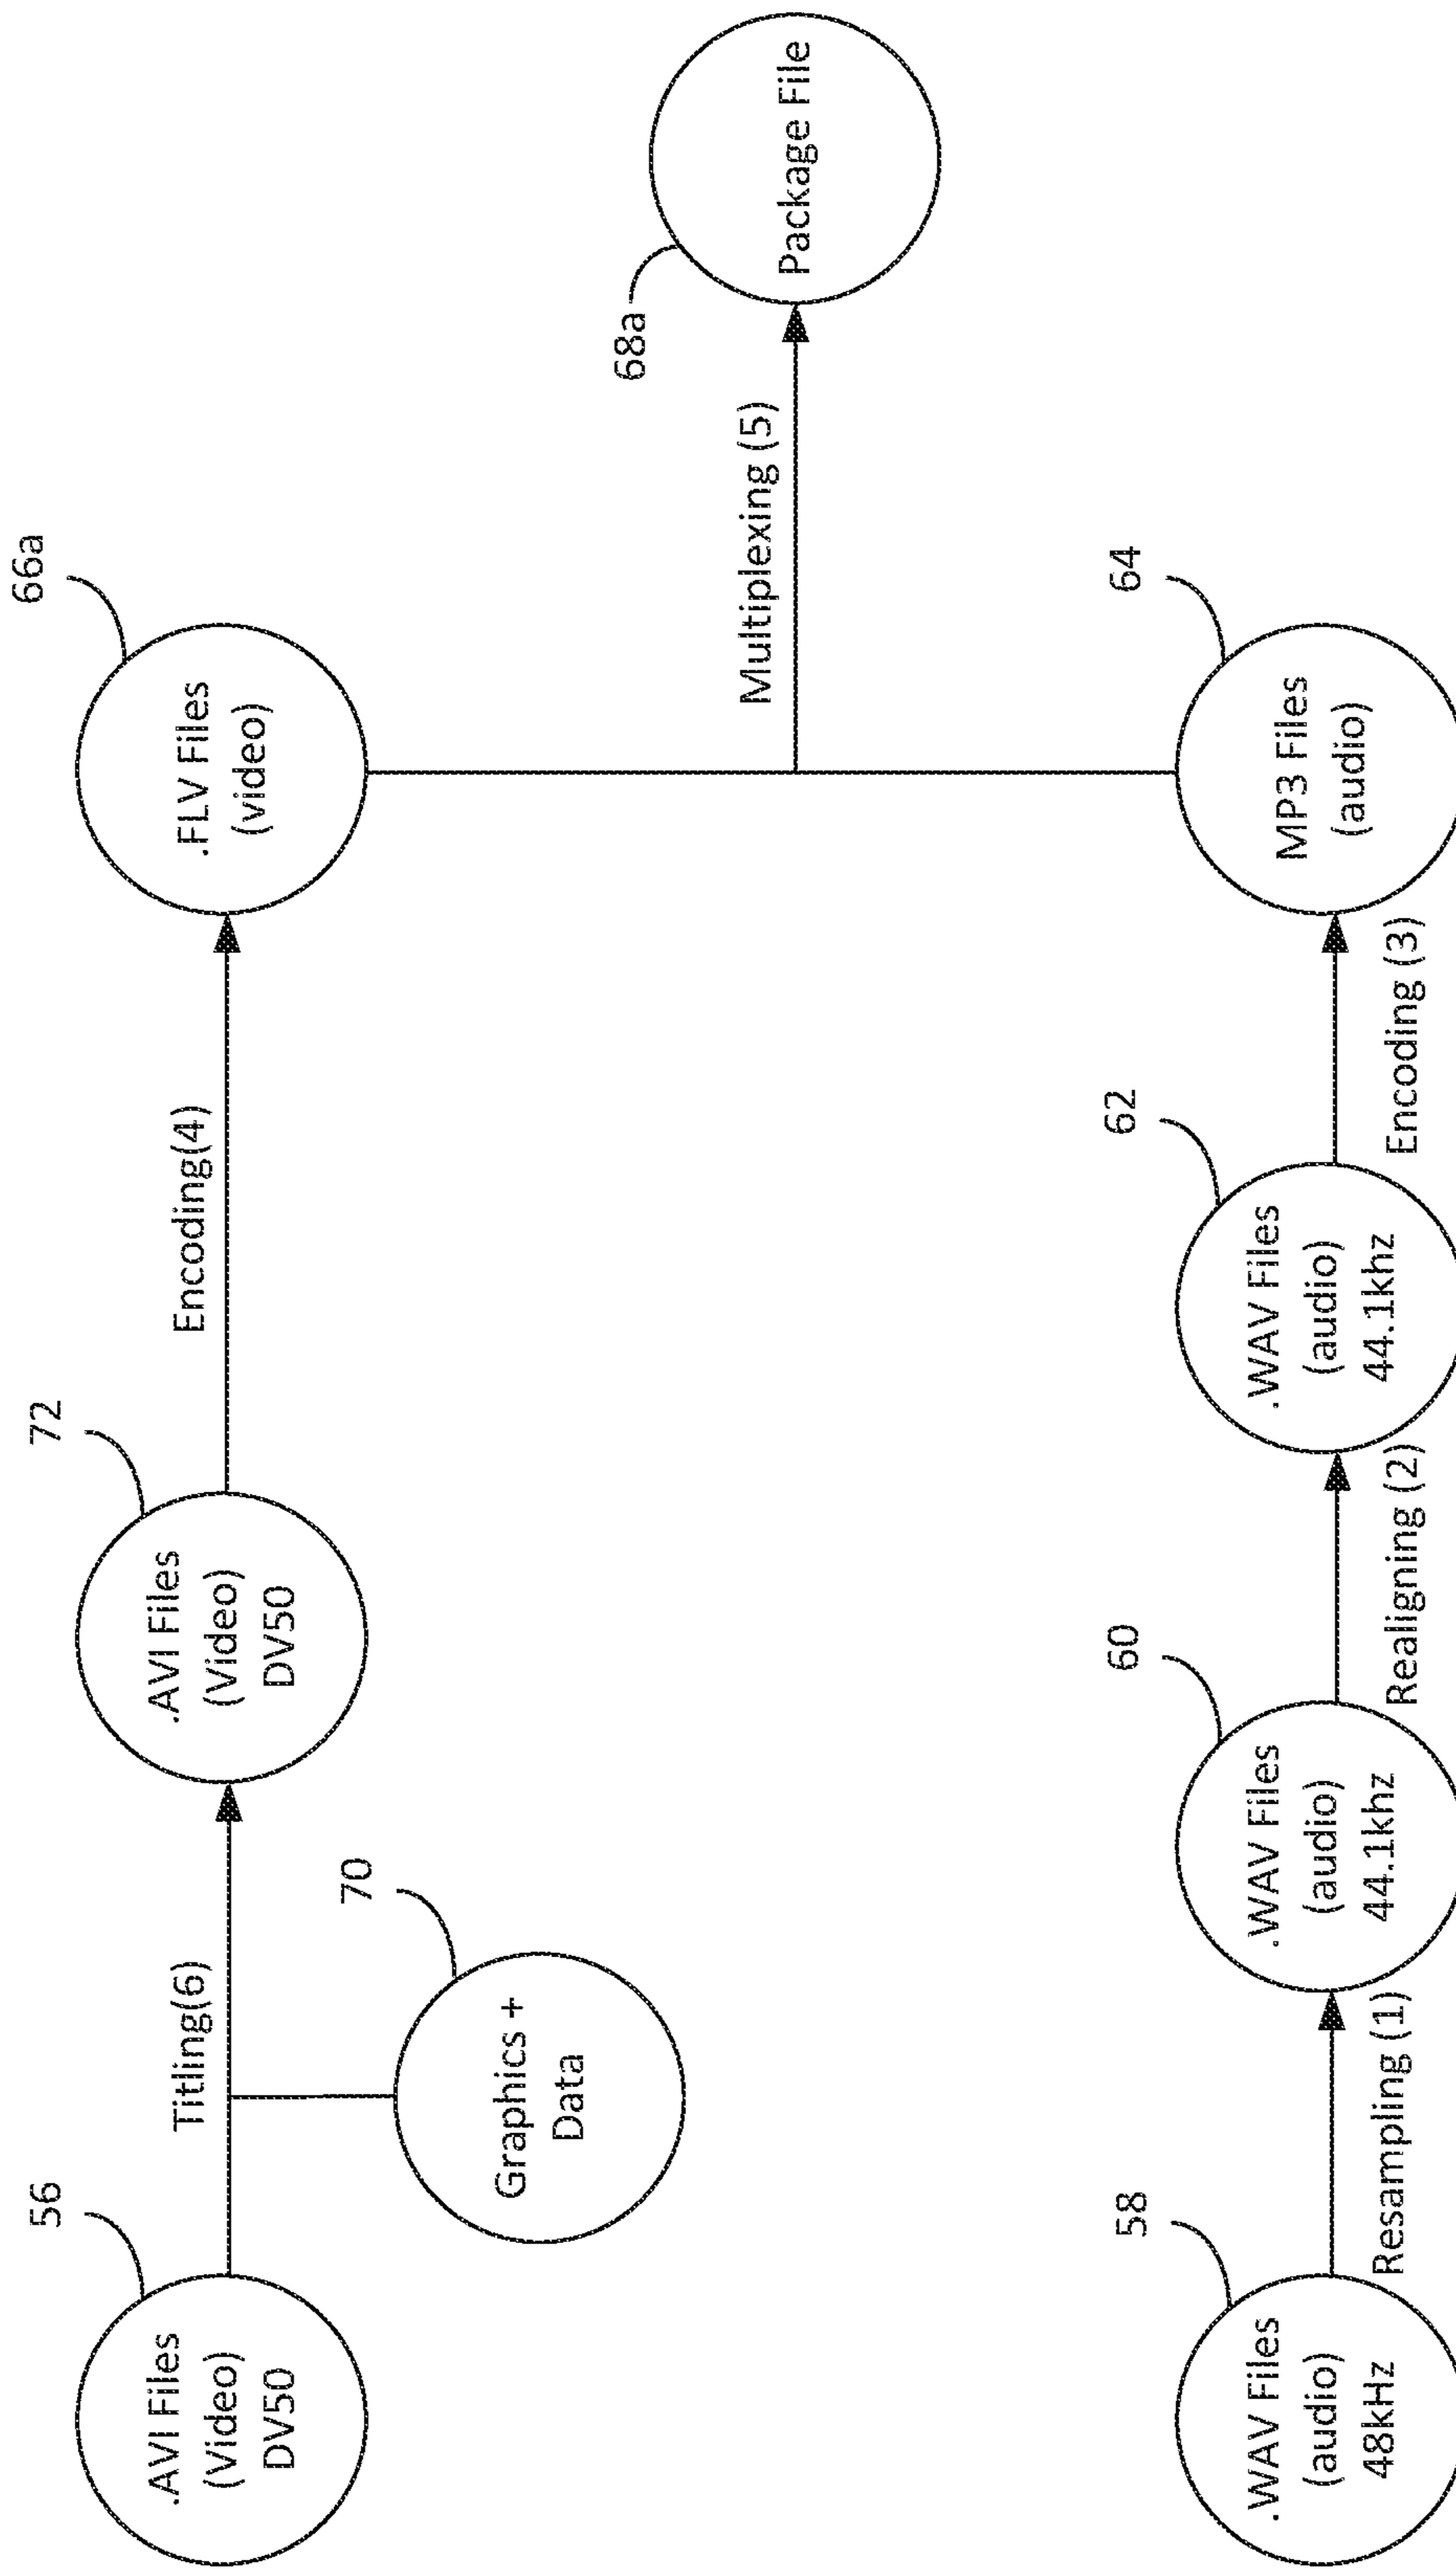 56
.AVI Files
(Video)
DV50
Titling(6)
70
Graphics +
Data
72
.AVI Files
(Video)
DV50
Encoding(4)
66a
.FLV Files
(video)
Multiplexing (5)
68a
Package File
58
.WAV Files
(audio)
48kHz
Resampling (1)
60
.WAV Files
(audio)
44.1khz
Realigning (2)
62
.WAV Files
(audio)
44.1khz
Encoding (3)
64
MP3 Files
(audio)